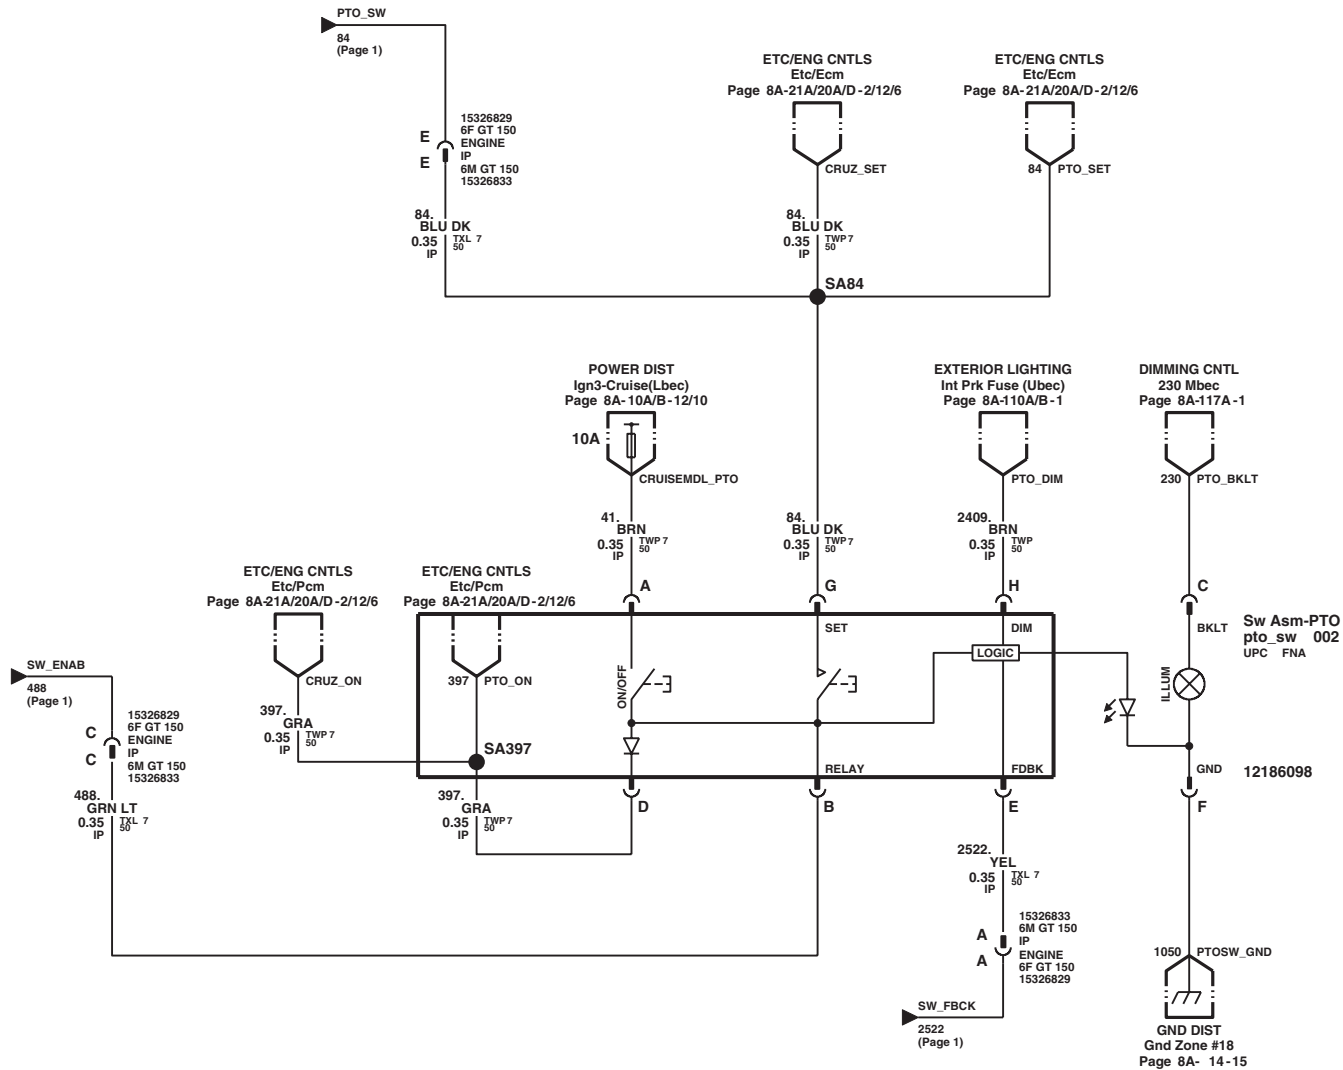 PTO_SW
84
(Page 1)
ETC/ENG CNTLS
Etc/Ecm
Page 8A-21A/20A/D-2/12/6
ETC/ENG CNTLS
Etc/Ecm
Page 8A-21A/20A/D-2/12/6
E
E
15326829
6F GT 150
ENGINE
IP
6M GT 150
15326833
CRUZ_SET
84 PTO_SET
84.
BLU DK
0.35 TXL 7
IP 50
84.
BLU DK
0.35 TWP 7
IP 50
SA84
POWER DIST
Ign3-Cruise(Lbec)
Page 8A-10A/B-12/10
EXTERIOR LIGHTING
Int Prk Fuse (Ubec)
Page 8A-110A/B-1
DIMMING CNTL
230 Mbec
Page 8A-117A-1
10A
CRUISEMDL_PTO
PTO_DIM
230 PTO_BKLT
41.
BRN
0.35 TWP 7
IP 50
84.
BLU DK
0.35 TWP 7
IP 50
2409.
BRN
0.35 TWP
IP 50
ETC/ENG CNTLS
Etc/Pcm
Page 8A-21A/20A/D-2/12/6
ETC/ENG CNTLS
Etc/Pcm
Page 8A-21A/20A/D-2/12/6
A
G
H
C
SET
DIM
BKLT
Sw Asm-PTO
pto_sw 002
UPC FNA
LOGIC
SW_ENAB
488
(Page 1)
CRUZ_ON
397 PTO_ON
ON/OFF
ILLUM
397.
GRA
0.35 TWP 7
IP 50
C
C
15326829
6F GT 150
ENGINE
IP
6M GT 150
15326833
SA397
RELAY
FDBK
GND
12186098
488.
GRN LT
0.35 TXL 7
IP 50
397.
GRA
0.35 TWP 7
IP 50
D
B
E
F
2522.
YEL
0.35 TXL 7
IP 50
A
A
15326833
6M GT 150
IP
ENGINE
6F GT 150
15326829
1050 PTOSW_GND
SW_FBCK
2522
(Page 1)
GND DIST
Gnd Zone #18
Page 8A- 14-15